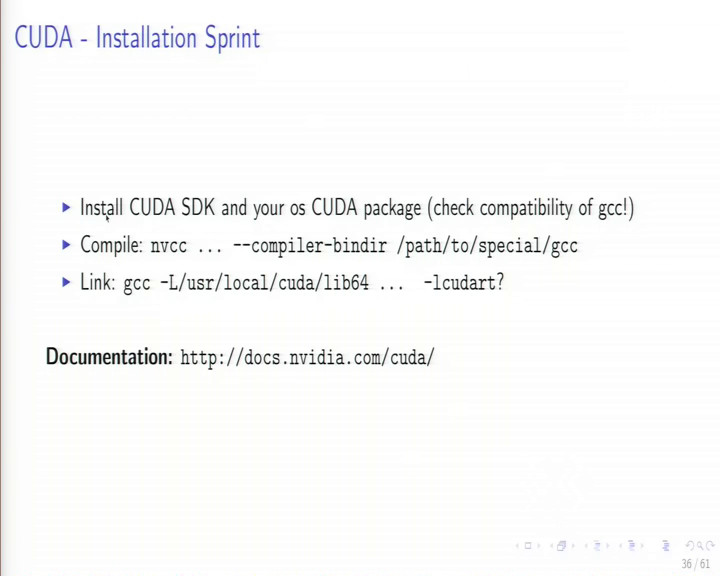 CUDA - Installation Sprint
Install CUDA SDK and your os CUDA package (check compatibility of gcc!)
Compile: nvcc ... --compiler-bindir /path/to/special/gcc
Link: gcc -L/usr/local/cuda/lib64 ... -lcudart?
Documentation: http://docs.nvidia.com/cuda/
36 / 61